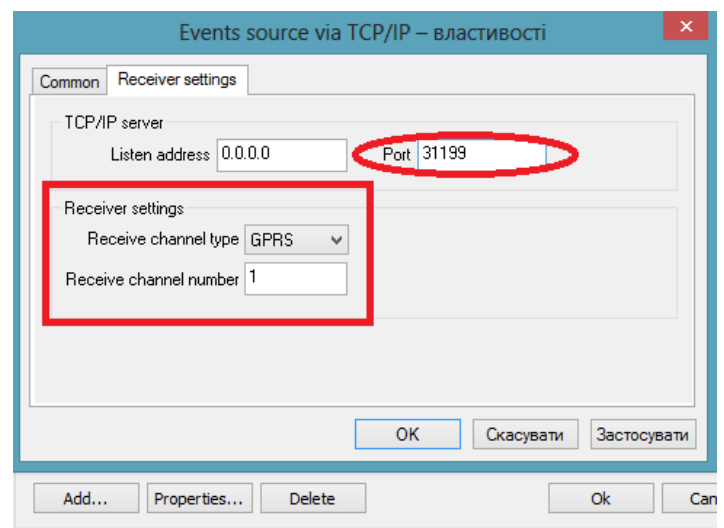 Events source via TCP/IP – властивості
Common Receiver settings
TCP/IP server
Listen address 0.0.0.0 Port 31199
Receiver settings
Receive channel type GPRS
Receive channel number 1
OK Скасувати Застосувати
Add... Properties... Delete Ok Can